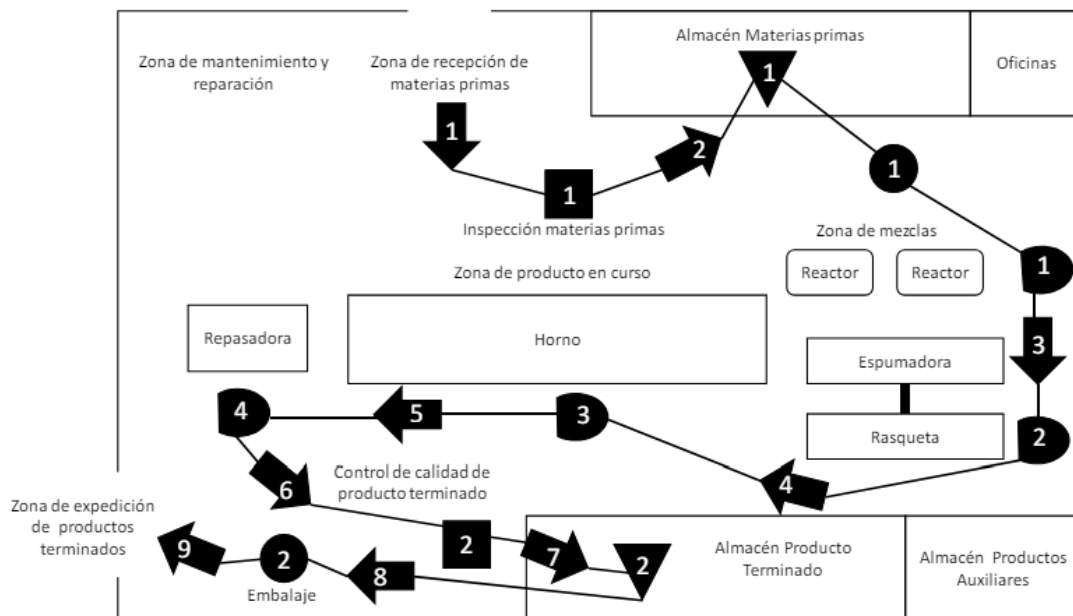 Zona de mantenimiento y
reparación
Zona de recepción de
materias primas
Almacén Materias primas
Oficinas
1
1
2
1
1
Inspección materias primas
Zona de mezclas
Reactor
Reactor
1
Zona de producto en curso
Repasadora
Horno
Espumadora
3
Rasqueta
4
5
3
2
4
6
Control de calidad de
producto terminado
Zona de expedición
de productos
terminados
9
2
Embalaje
8
2
7
2
Almacén Producto
Terminado
Almacén Productos
Auxiliares